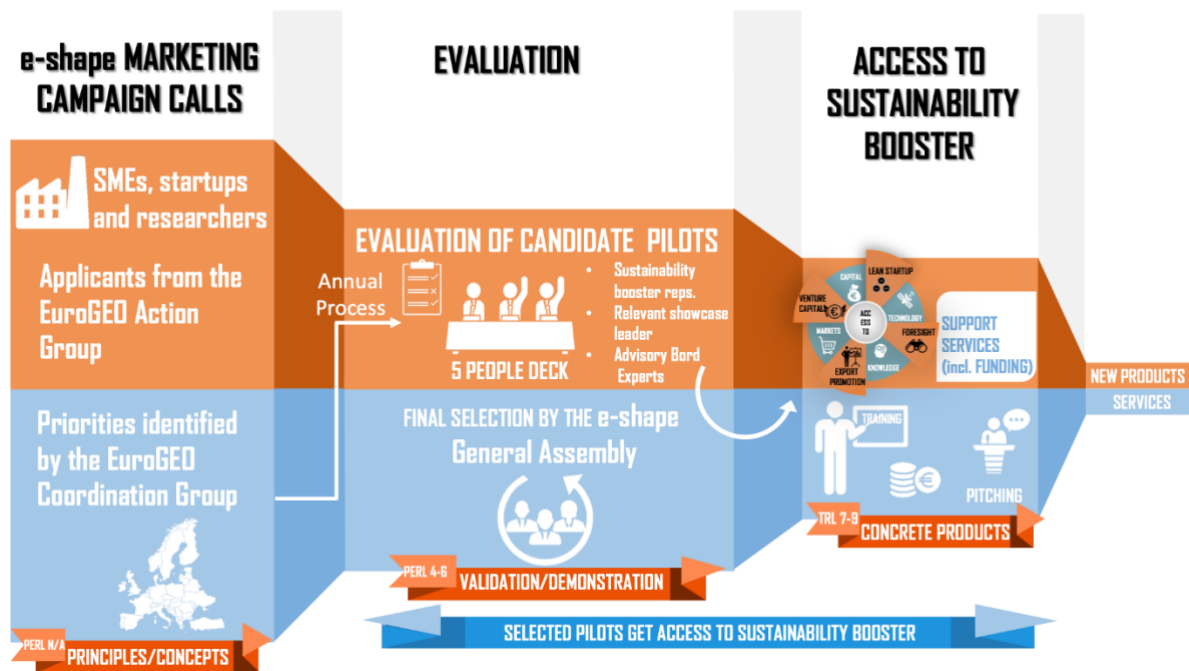 e-shape MARKETING
CAMPAIGN CALLS
EVALUATION
ACCESS TO
SUSTAINABILITY
BOOSTER
SMEs, startups
and researchers
Applicants from the
EuroGEO Action
Group
Priorities identified
by the EuroGEO
Coordination Group
PERL N/A
PRINCIPLES/CONCEPTS
Annual
Process
EVALUATION OF CANDIDATE PILOTS
5 PEOPLE DECK
• Sustainability
booster reps.
• Relevant showcase
leader
• Advisory Bord
Experts
FINAL SELECTION BY THE e-shape
General Assembly
PERL 4-6
VALIDATION/DEMONSTRATION
SELECTED PILOTS GET ACCESS TO SUSTAINABILITY BOOSTER
CAPITAL
LEAN STARTUP
VENTURE
CAPITAL
TECHNOLOGY
ACC
ESS
TO
MARKETS
FORESIGHT
EXPORT
PROMOTION
KNOWLEDGE
SUPPORT
SERVICES
(incl. FUNDING)
TRAINING
PITCHING
TRL 7-9
CONCRETE PRODUCTS
NEW PRODUCTS
SERVICES